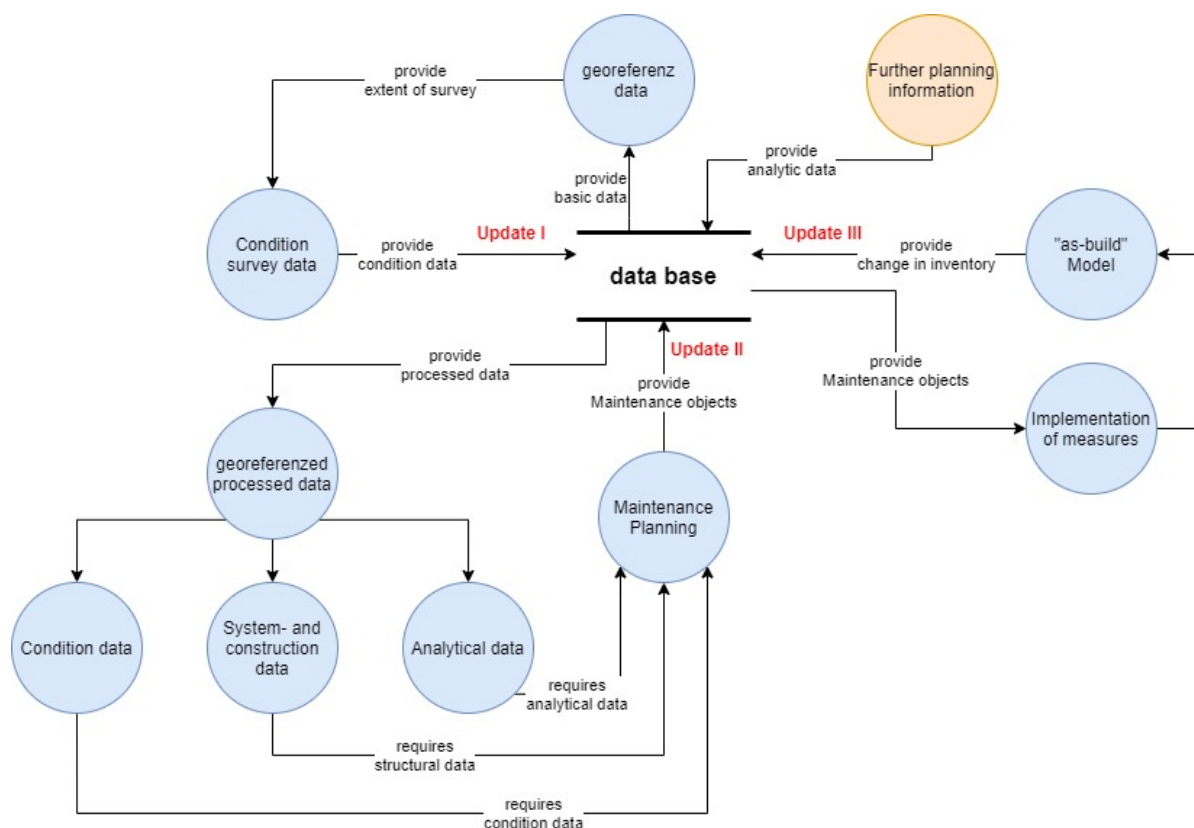 georeferenz
data
Further planning
information
provide
extent of survey
provide
analytic data
provide
basic data
Condition
survey data
provide
condition data
Update I
Update III
provide
change in inventory
"as-build"
Model
data base
Update II
provide
processed data
provide
Maintenance objects
provide
Maintenance objects
Implementation
of measures
georeferenzed
processed data
Maintenance
Planning
Condition data
System- and
construction
data
Analytical data
requires
analytical data
requires
structural data
requires
condition data